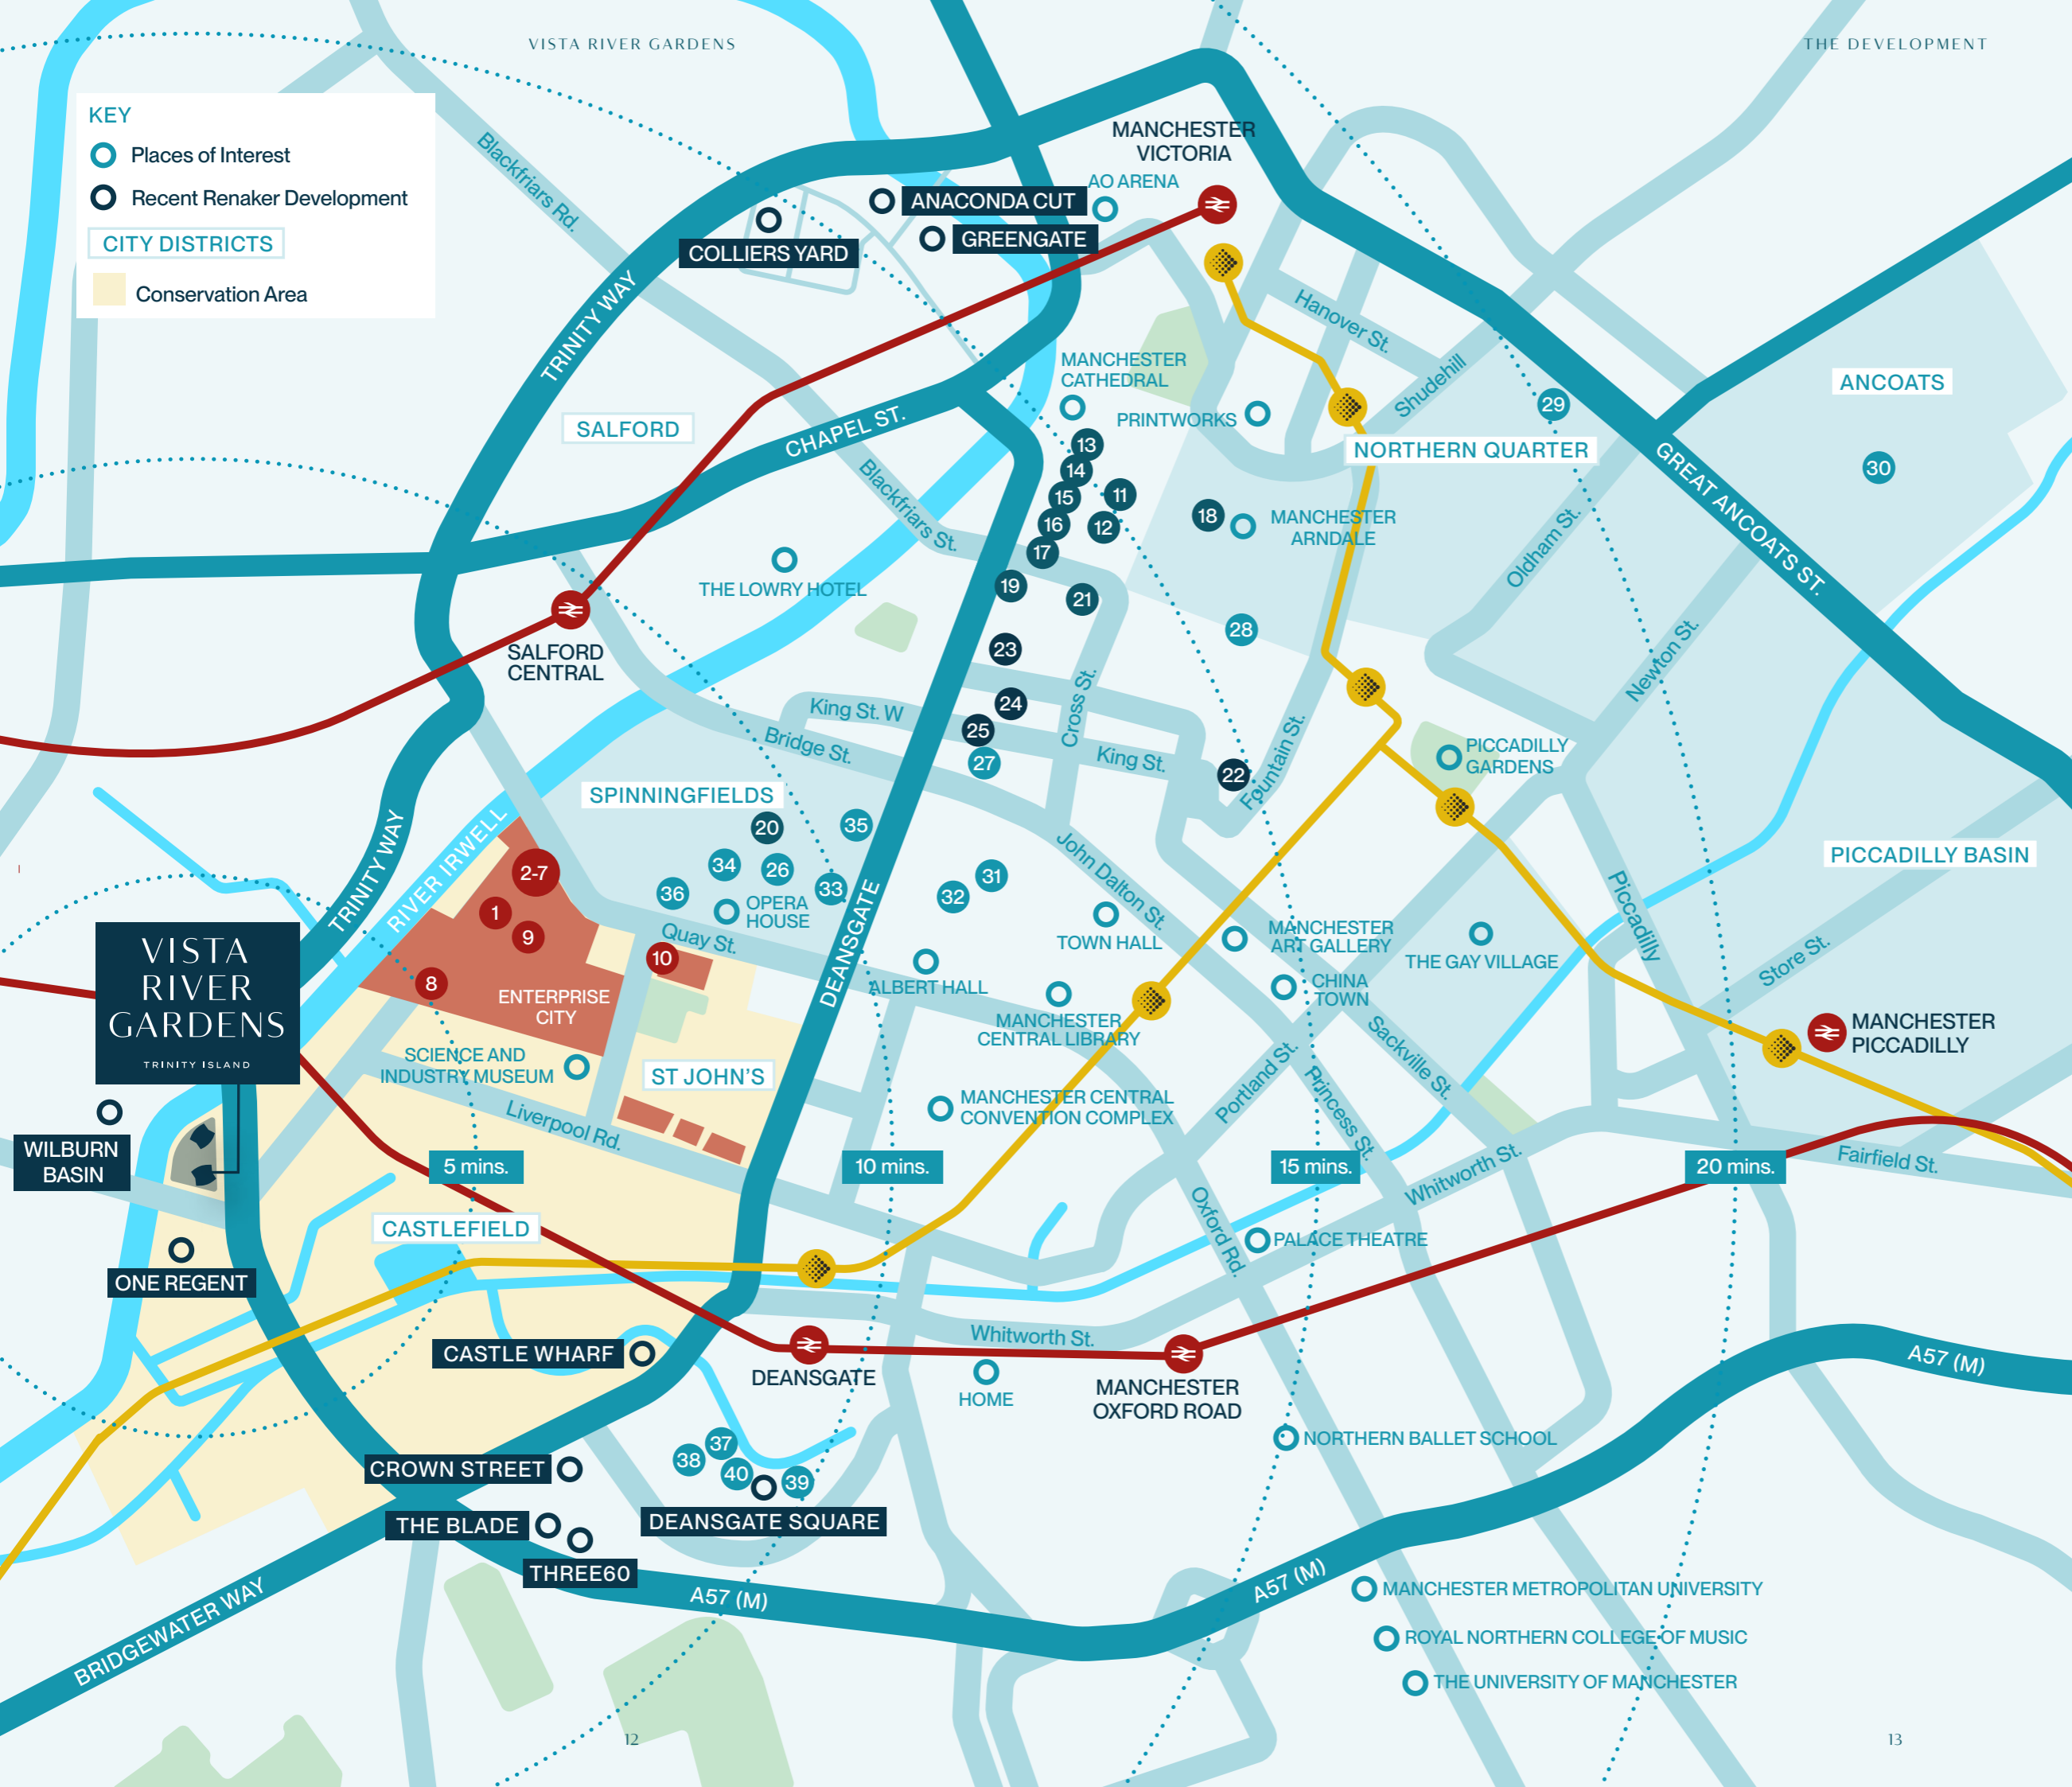 VISTA RIVER GARDENS
THE DEVELOPMENT
KEY
Places of Interest
Recent Renaker Development
CITY DISTRICTS
Conservation Area
Blackfriars Rd.
MANCHESTER
VICTORIA
AO ARENA
ANACONDA CUT
GREENGATE
COLLIERS YARD
TRINITY WAY
Hanover St.
MANCHESTER
CATHEDRAL
PRINTWORKS
Shudehill
ANCOATS
29
SALFORD
CHAPEL ST.
13
14
15
16
17
11
12
18
MANCHESTER
ARNDALE
NORTHERN QUARTER
GREAT ANCOATS ST.
30
Blackfriars St.
Oldham St.
THE LOWRY HOTEL
19
21
28
SALFORD
CENTRAL
23
24
25
27
Newton St.
King St. W
Bridge St.
Cross St.
King St.
22
Fountain St.
PICCADILLY
GARDENS
SPINNINGFIELDS
20
35
34
26
33
36
OPERA
HOUSE
31
32
John Dalton St.
TOWN HALL
PICCADILLY BASIN
TRINITY WAY
RIVER IRWELL
2-7
1
9
8
10
ENTERPRISE
CITY
Quay St.
DEANSGATE
ALBERT HALL
MANCHESTER
ART GALLERY
CHINA
TOWN
THE GAY VILLAGE
Piccadilly
Store St.
VISTA
RIVER
GARDENS
TRINITY ISLAND
MANCHESTER
CENTRAL LIBRARY
MANCHESTER
PICCADILLY
SCIENCE AND
INDUSTRY MUSEUM
ST JOHN'S
Sackville St.
Portland St.
Princess St.
MANCHESTER CENTRAL
CONVENTION COMPLEX
Liverpool Rd.
WILBURN
BASIN
5 mins.
10 mins.
15 mins.
20 mins.
Whitworth St.
Fairfield St.
CASTLEFIELD
Oxford Rd.
PALACE THEATRE
ONE REGENT
CASTLE WHARF
DEANSGATE
Whitworth St.
HOME
MANCHESTER
OXFORD ROAD
A57 (M)
NORTHERN BALLET SCHOOL
CROWN STREET
37
38
40
39
DEANSGATE SQUARE
THE BLADE
THREE60
A57 (M)
A57 (M)
MANCHESTER METROPOLITAN UNIVERSITY
ROYAL NORTHERN COLLEGE OF MUSIC
THE UNIVERSITY OF MANCHESTER
BRIDGEWATER WAY
12
13